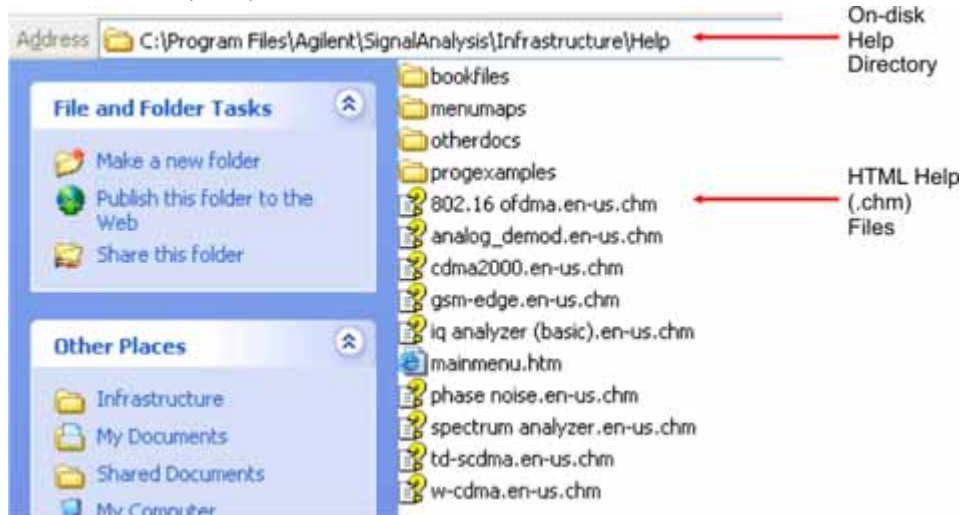 Address C:\Program Files\Agilent\SignalAnalysis\Infrastructure\Help
On-disk
Help
Directory
File and Folder Tasks
Make a new folder
Publish this folder to the
Web
Share this folder
Other Places
Infrastructure
My Documents
Shared Documents
My Computer
bookfiles
menumaps
otherdocs
progexamples
802.16 ofdma.en-us.chm
analog_demod.en-us.chm
cdma2000.en-us.chm
gsm-edge.en-us.chm
iq analyzer (basic).en-us.chm
mainmenu.htm
phase noise.en-us.chm
spectrum analyzer.en-us.chm
td-scdma.en-us.chm
w-cdma.en-us.chm
HTML Help
(.chm)
Files